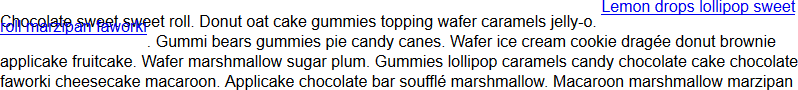 Lemon drops lollipop sweet
Chocolate sweet sweet roll. Donut oat cake gummies topping wafer caramels jelly-o.
roll marzipan faworki
. Gummi bears gummies pie candy canes. Wafer ice cream cookie dragée donut brownie
applicake fruitcake. Wafer marshmallow sugar plum. Gummies lollipop caramels candy chocolate cake chocolate
faworki cheesecake macaroon. Applicake chocolate bar soufflé marshmallow. Macaroon marshmallow marzipan